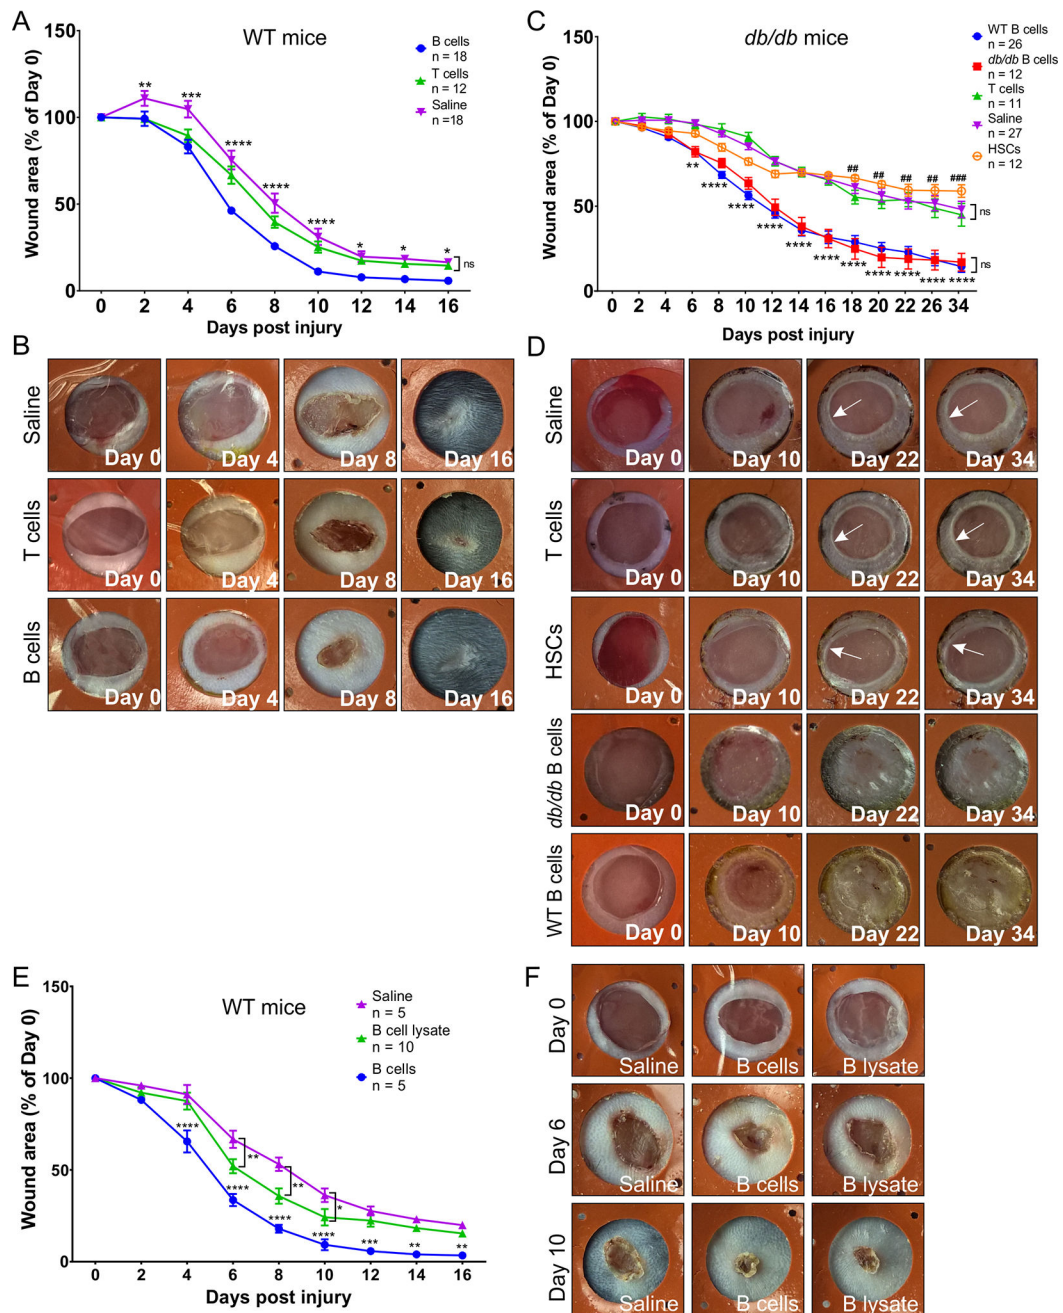 A
WT mice
150
100
50
0
Wound area (% of Day 0)
B cells
n = 18
T cells
n = 12
Saline
n =18
** *** **** **** **** * * *
ns
0 2 4 6 8 10 12 14 16
Days post injury
B
Saline
Day 0 Day 4 Day 8 Day 16
T cells
Day 0 Day 4 Day 8 Day 16
B cells
Day 0 Day 4 Day 8 Day 16
C
db/db mice
150
100
50
0
Wound area (% of Day 0)
WT B cells
n = 26
db/db B cells
n = 12
T cells
n = 11
Saline
n = 27
HSCs
n = 12
## ## ## ## ###
ns
ns
** **** **** **** **** **** **** **** **** **** ****
0 2 4 6 8 10 12 14 16 18 20 22 26 34
Days post injury
D
Saline
Day 0 Day 10 Day 22 Day 34
T cells
Day 0 Day 10 Day 22 Day 34
HSCs
Day 0 Day 10 Day 22 Day 34
db/db B cells
Day 0 Day 10 Day 22 Day 34
WT B cells
Day 0 Day 10 Day 22 Day 34
E
WT mice
150
100
50
0
Wound area (% of Day 0)
Saline
n = 5
B cell lysate
n = 10
B cells
n = 5
** ** *
**** **** **** **** *** ** **
0 2 4 6 8 10 12 14 16
Days post injury
F
Day 0
Saline B cells B lysate
Day 6
Saline B cells B lysate
Day 10
Saline B cells B lysate